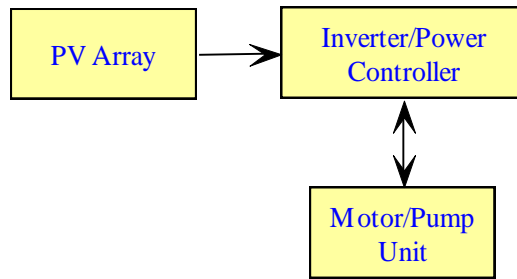 PV Array
Inverter/Power
Controller
Motor/Pump
Unit